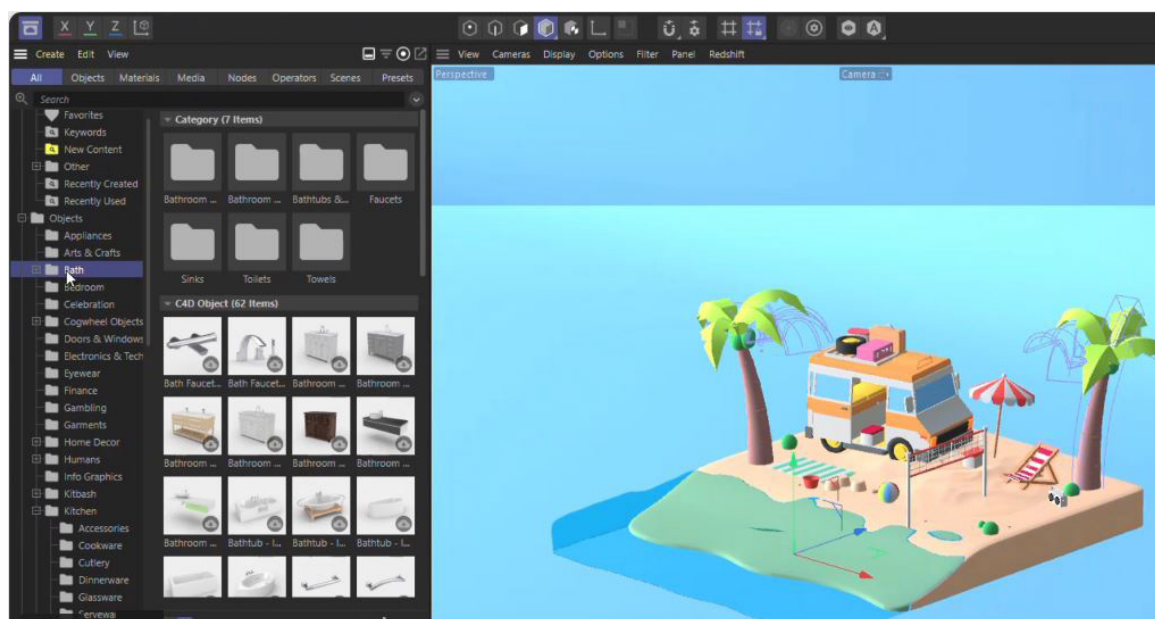 X Y Z
Create Edit View
All Objects Materials Media Nodes Operators Scenes Presets
Search
Favorites
Keywords
New Content
Other
Recently Created
Recently Used
Objects
Appliances
Arts & Crafts
Bath
Bedroom
Celebration
Cogwheel Objects
Doors & Windows
Electronics & Tech
Eyewear
Finance
Gambling
Garments
Home Decor
Humans
Info Graphics
Kitbash
Kitchen
Accessories
Cookware
Cutlery
Dinnerware
Glassware
Category (7 Items)
Bathroom ... Bathroom ... Bathtubs &... Faucets
Sinks Toilets Towels
C4D Object (62 Items)
Bath Faucet... Bath Faucet... Bathroom ... Bathroom ...
Bathroom ... Bathroom ... Bathroom ... Bathroom ...
Bathroom ... Bathtub - I... Bathtub - I... Bathtub - I...
View Cameras Display Options Filter Panel Redshift
Perspective
Camera